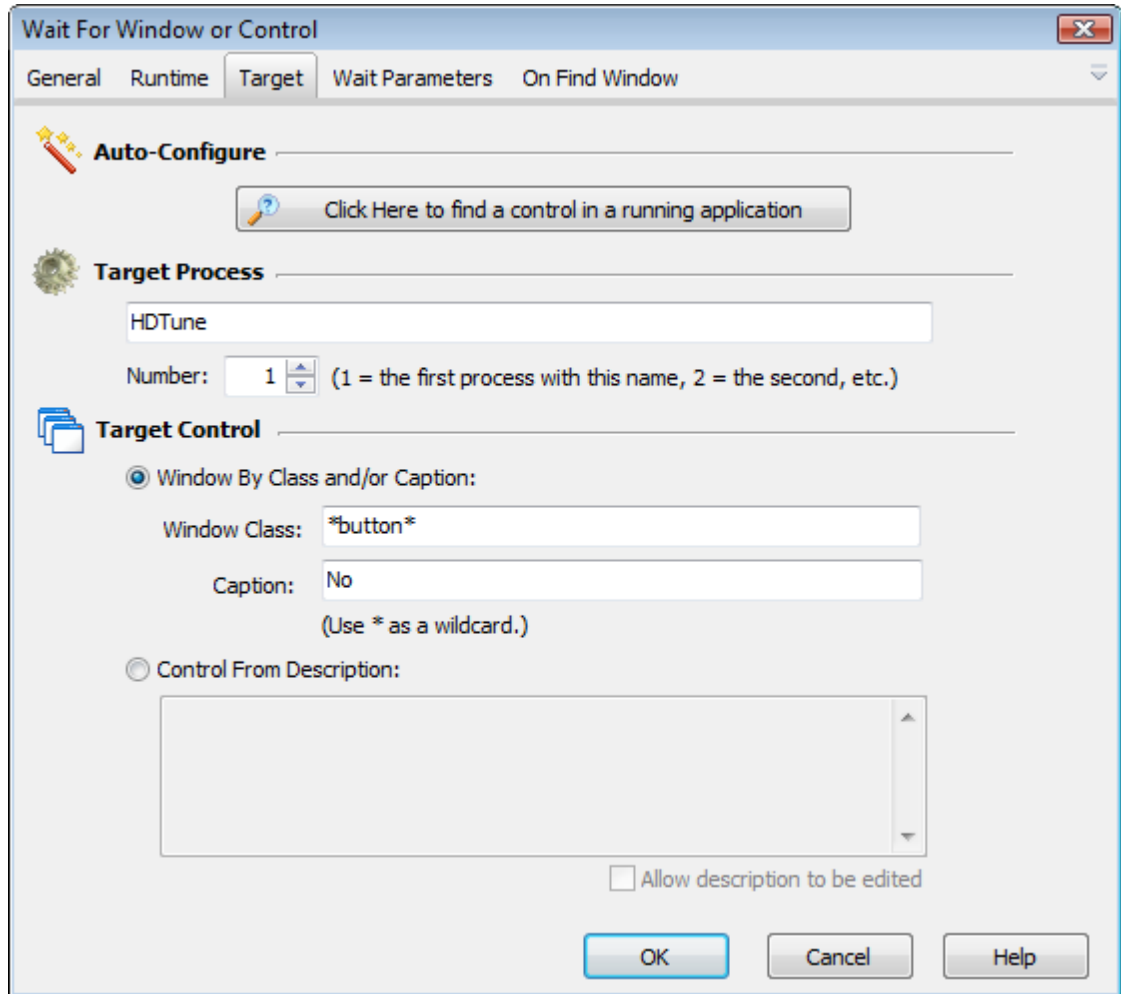 Wait For Window or Control
General Runtime Target Wait Parameters On Find Window
Auto-Configure
Click Here to find a control in a running application
Target Process
HDTune
Number: 1 (1 = the first process with this name, 2 = the second, etc.)
Target Control
Window By Class and/or Caption:
Window Class: *button*
Caption: No
(Use * as a wildcard.)
Control From Description:
Allow description to be edited
OK Cancel Help